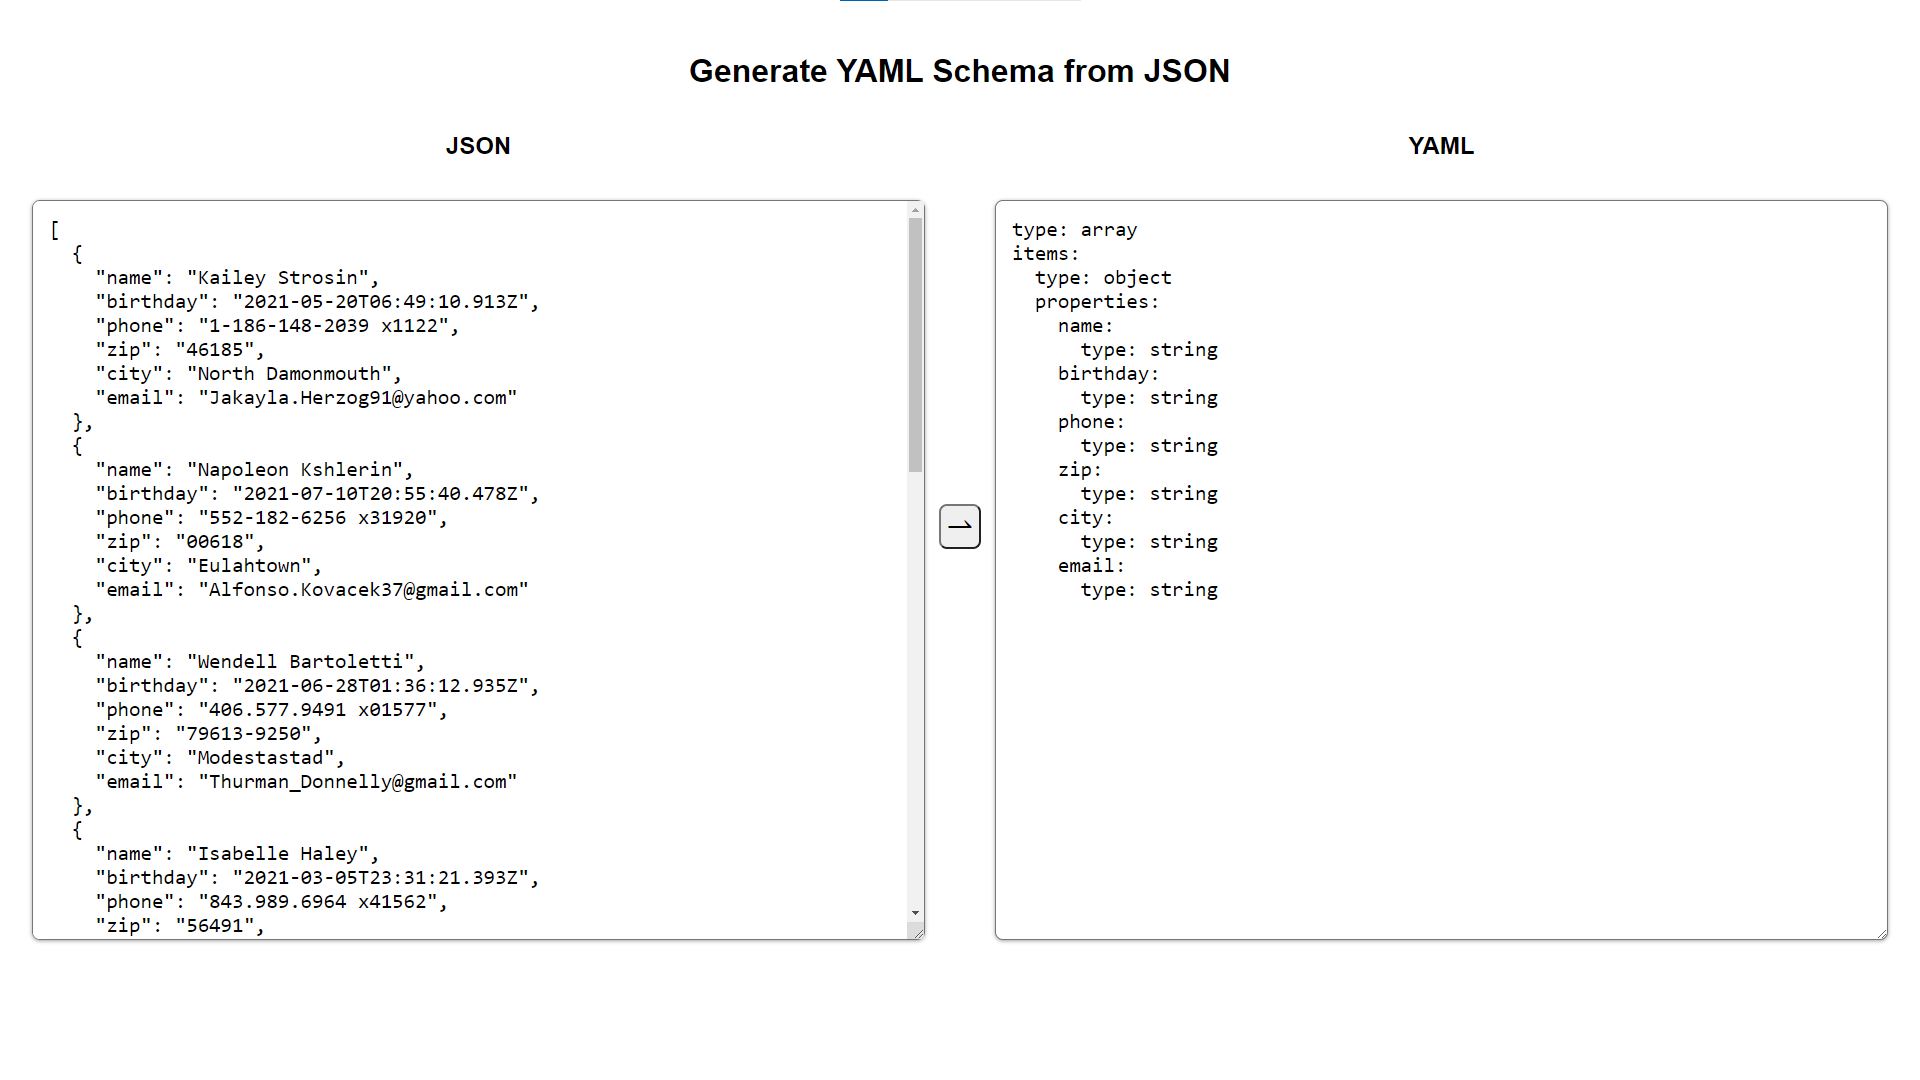 Generate YAML Schema from JSON
JSON
[
  {
    "name": "Kailey Strosin",
    "birthday": "2021-05-20T06:49:10.913Z",
    "phone": "1-186-148-2039 x1122",
    "zip": "46185",
    "city": "North Damonmouth",
    "email": "Jakayla.Herzog91@yahoo.com"
  },
  {
    "name": "Napoleon Kshlerin",
    "birthday": "2021-07-10T20:55:40.478Z",
    "phone": "552-182-6256 x31920",
    "zip": "00618",
    "city": "Eulahtown",
    "email": "Alfonso.Kovacek37@gmail.com"
  },
  {
    "name": "Wendell Bartoletti",
    "birthday": "2021-06-28T01:36:12.935Z",
    "phone": "406.577.9491 x01577",
    "zip": "79613-9250",
    "city": "Modestastad",
    "email": "Thurman_Donnelly@gmail.com"
  },
  {
    "name": "Isabelle Haley",
    "birthday": "2021-03-05T23:31:21.393Z",
    "phone": "843.989.6964 x41562",
    "zip": "56491",
⇀
YAML
type: array
items:
  type: object
  properties:
    name:
      type: string
    birthday:
      type: string
    phone:
      type: string
    zip:
      type: string
    city:
      type: string
    email:
      type: string